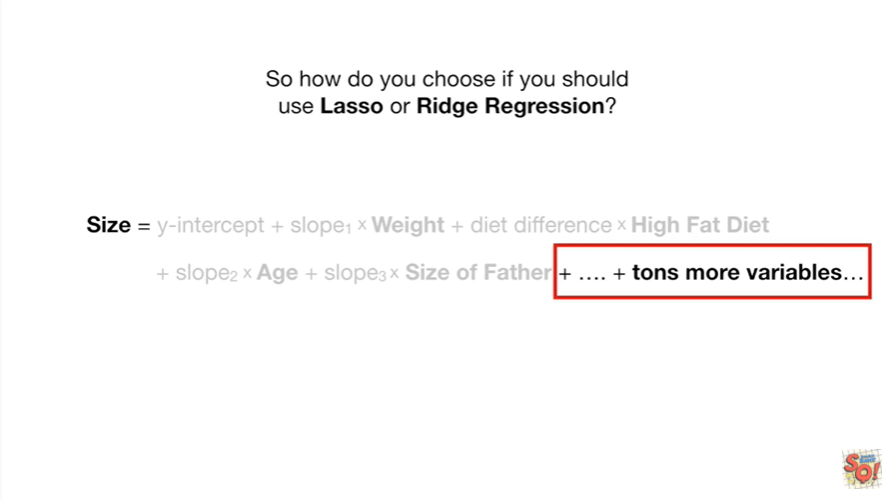 So how do you choose if you should
use Lasso or Ridge Regression?
Size = y-intercept + slope₁ x Weight + diet difference x High Fat Diet
+ slope₂ x Age + slope₃ x Size of Father + .... + tons more variables…
SQ!